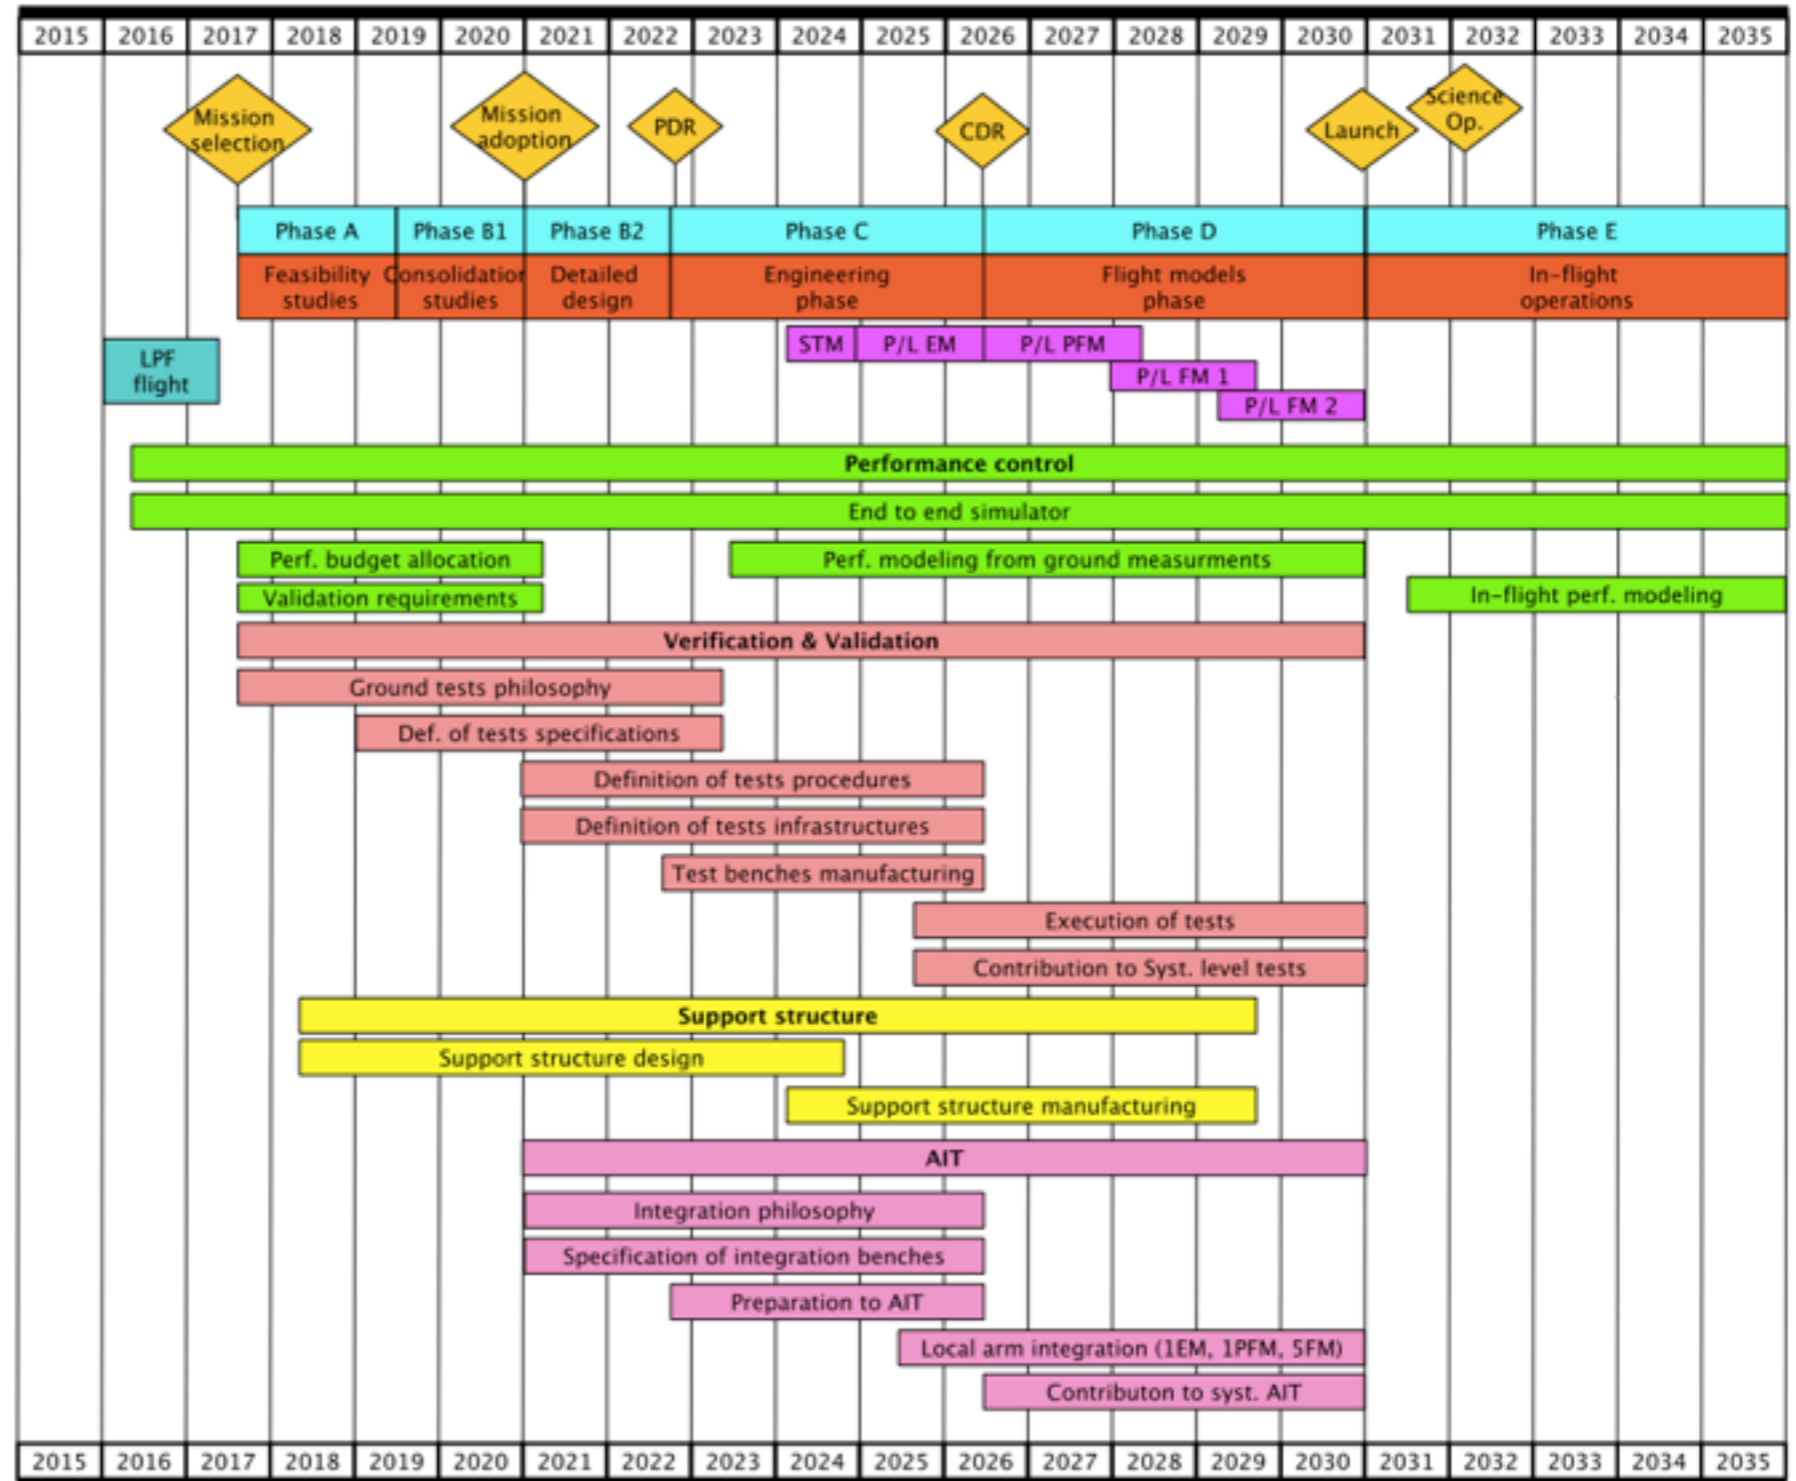 2015 2016 2017 2018 2019 2020 2021 2022 2023 2024 2025 2026 2027 2028 2029 2030 2031 2032 2033 2034 2035
Mission
selection
Mission
adoption
PDR
CDR
Launch
Science
Op.
Phase A Phase B1 Phase B2 Phase C Phase D Phase E
Feasibility
studies
Consolidation
studies
Detailed
design
Engineering
phase
Flight models
phase
In-flight
operations
LPF
flight
STM P/L EM P/L PFM
P/L FM 1
P/L FM 2
Performance control
End to end simulator
Perf. budget allocation Perf. modeling from ground measurments
Validation requirements In-flight perf. modeling
Verification & Validation
Ground tests philosophy
Def. of tests specifications
Definition of tests procedures
Definition of tests infrastructures
Test benches manufacturing
Execution of tests
Contribution to Syst. level tests
Support structure
Support structure design
Support structure manufacturing
AIT
Integration philosophy
Specification of integration benches
Preparation to AIT
Local arm integration (1EM, 1PFM, 5FM)
Contributon to syst. AIT
2015 2016 2017 2018 2019 2020 2021 2022 2023 2024 2025 2026 2027 2028 2029 2030 2031 2032 2033 2034 2035